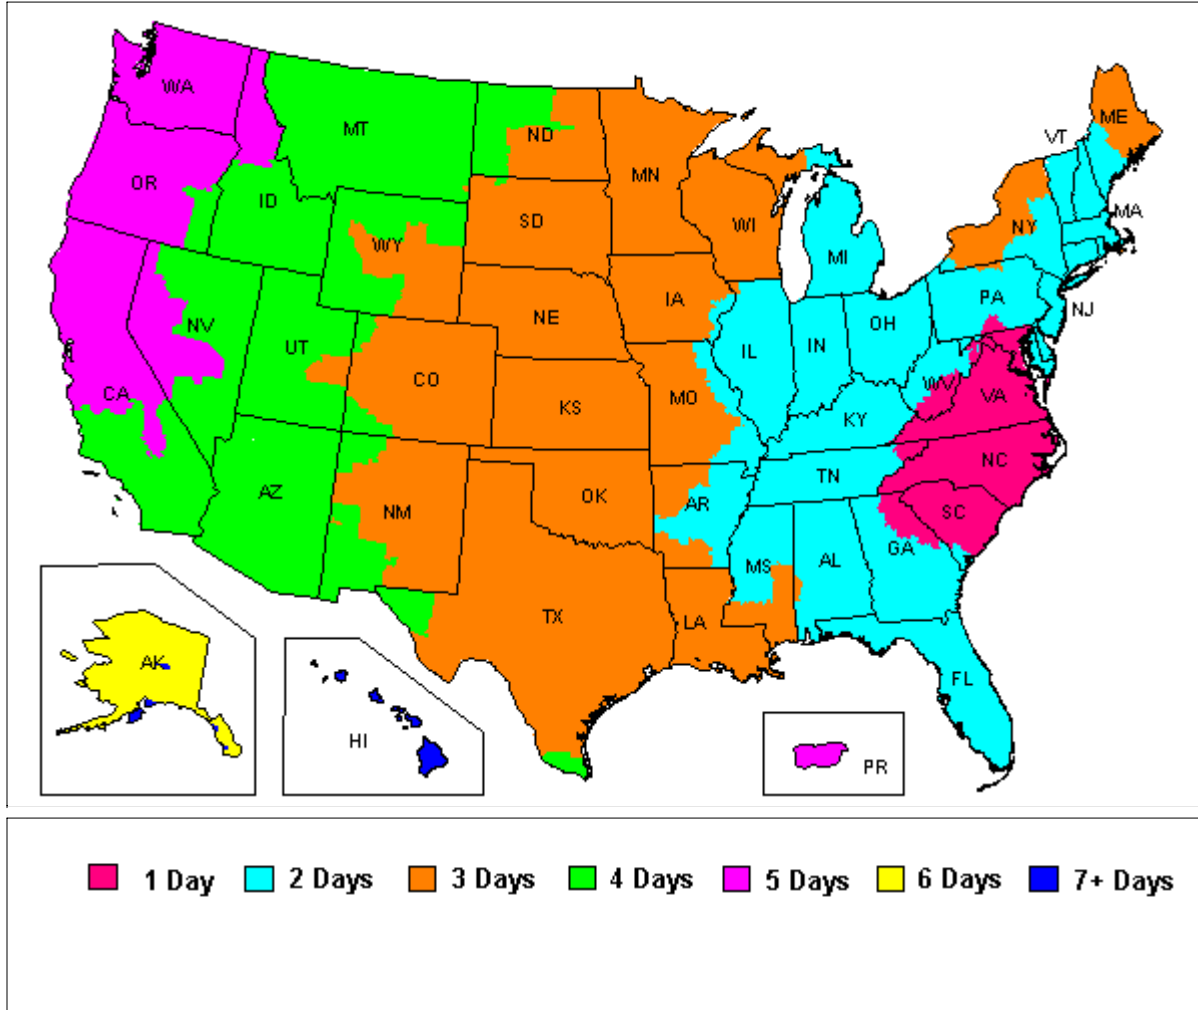 WA
MT
ND
ME
VT
OR
ID
MN
MA
SD
WI
NY
WY
MI
IA
PA
NE
OH
NJ
NV
UT
IL
IN
CO
WV
CA
KS
MO
VA
KY
NC
AZ
OK
TN
NM
AR
SC
GA
MS
AL
TX
LA
AK
FL
HI
PR
1 Day 2 Days 3 Days 4 Days 5 Days 6 Days 7+ Days